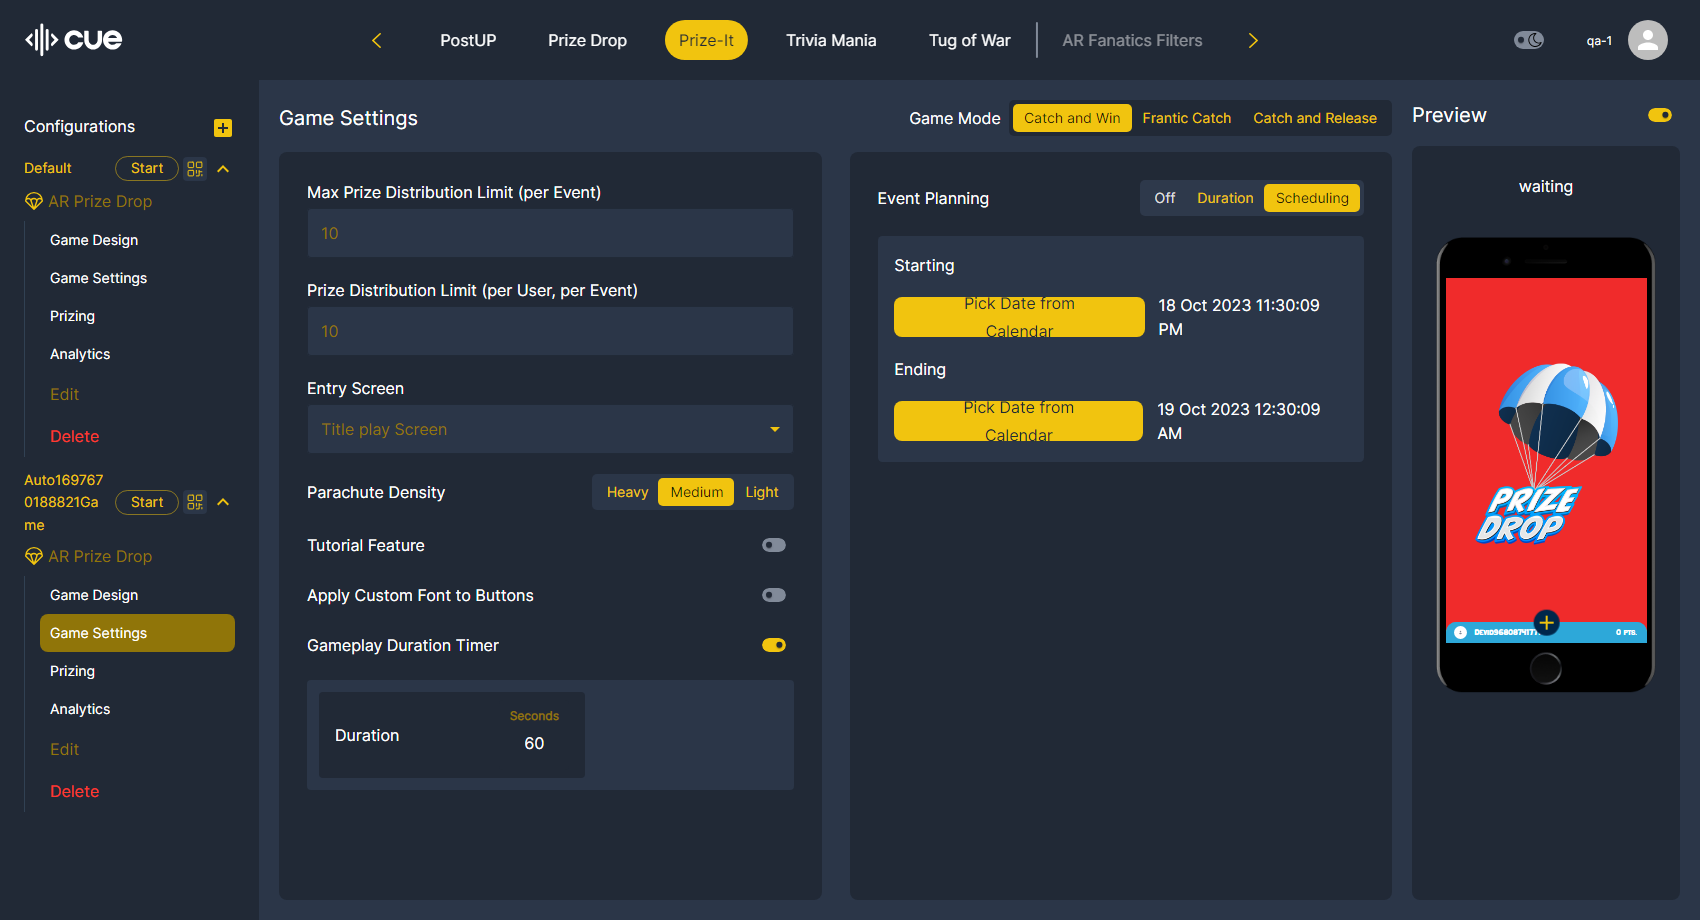 cue
PostUP
Prize Drop
Prize-It
Trivia Mania
Tug of War
AR Fanatics Filters
qa-1
Configurations
Default
Start
AR Prize Drop
Game Design
Game Settings
Prizing
Analytics
Edit
Delete
Auto169767
0188821Ga
me
Start
AR Prize Drop
Game Design
Game Settings
Prizing
Analytics
Edit
Delete
Game Settings
Game Mode
Catch and Win
Frantic Catch
Catch and Release
Max Prize Distribution Limit (per Event)
10
Prize Distribution Limit (per User, per Event)
10
Entry Screen
Title play Screen
Parachute Density
Heavy
Medium
Light
Tutorial Feature
Apply Custom Font to Buttons
Gameplay Duration Timer
Duration
Seconds
60
Event Planning
Off
Duration
Scheduling
Starting
Pick Date from
Calendar
18 Oct 2023 11:30:09
PM
Ending
Pick Date from
Calendar
19 Oct 2023 12:30:09
AM
Preview
waiting
PRIZE
DROP
0 PTS.